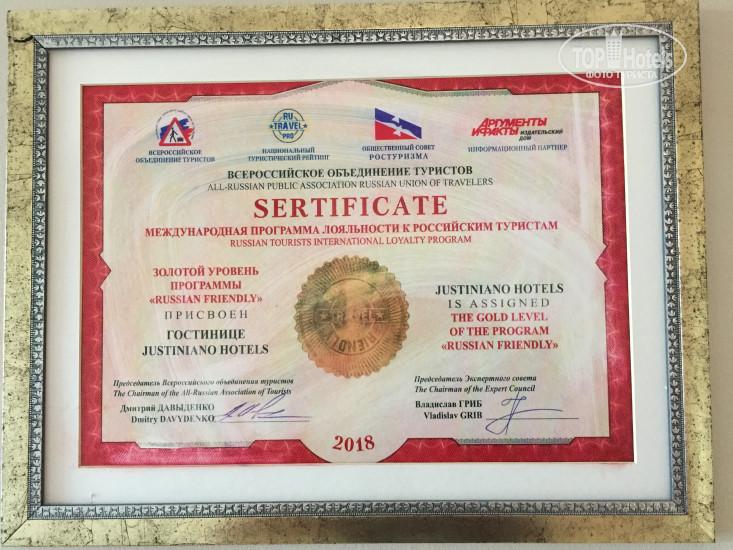 TOP Hotels
ФОТО ТУРИСТА
RU
TRAVEL
PRO
АРГУМЕНТЫ
И ФАКТЫ ИЗДАТЕЛЬСКИЙ
ДОМ
ВСЕРОССИЙСКОЕ
ОБЪЕДИНЕНИЕ ТУРИСТОВ
НАЦИОНАЛЬНЫЙ
ТУРИСТИЧЕСКИЙ РЕЙТИНГ
ОБЩЕСТВЕННЫЙ СОВЕТ
РОСТУРИЗМА
ИНФОРМАЦИОННЫЙ ПАРТНЕР
ВСЕРОССИЙСКОЕ ОБЪЕДИНЕНИЕ ТУРИСТОВ
ALL-RUSSIAN PUBLIC ASSOCIATION RUSSIAN UNION OF TRAVELERS
SERTIFICATE
МЕЖДУНАРОДНАЯ ПРОГРАММА ЛОЯЛЬНОСТИ К РОССИЙСКИМ ТУРИСТАМ
RUSSIAN TOURISTS INTERNATIONAL LOYALTY PROGRAM
ЗОЛОТОЙ УРОВЕНЬ
ПРОГРАММЫ
«RUSSIAN FRIENDLY»
ПРИСВОЕН
ГОСТИНИЦЕ
JUSTINIANO HOTELS
TRAVEL
FRIENDLY
JUSTINIANO HOTELS
IS ASSIGNED
THE GOLD LEVEL
OF THE PROGRAM
«RUSSIAN FRIENDLY»
Председатель Всероссийского объединения туристов
The Chairman of the All-Russian Association of Tourists
Дмитрий ДАВЫДЕНКО
Dmitry DAVYDENKO
Председатель Экспертного совета
The Chairman of the Expert Council
Владислав ГРИБ
Vladislav GRIB
2018